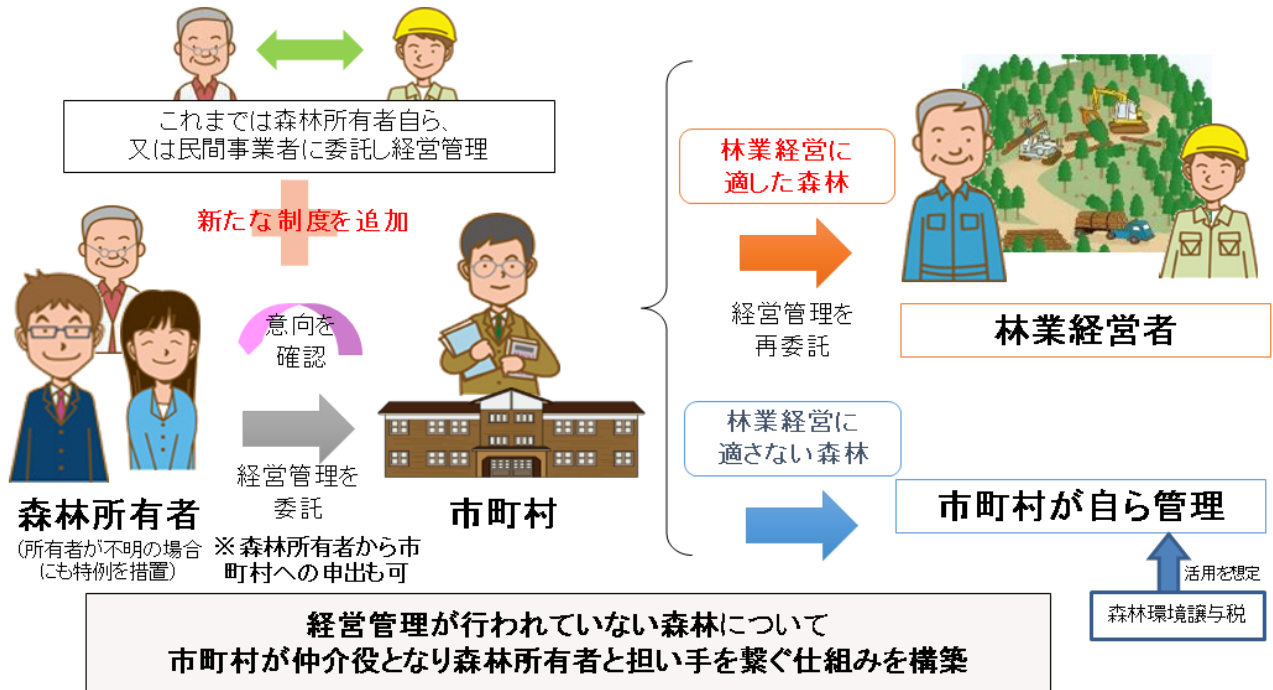 これまでは森林所有者自ら、
又は民間事業者に委託し経営管理
新たな制度を追加
意向を
確認
経営管理を
委託
※森林所有者から市
町村への申出も可
森林所有者
(所有者が不明の場合
にも特例を措置)
市町村
林業経営に
適した森林
経営管理を
再委託
林業経営者
林業経営に
適さない森林
市町村が自ら管理
活用を想定
森林環境譲与税
経営管理が行われていない森林について
市町村が仲介役となり森林所有者と担い手を繋ぐ仕組みを構築